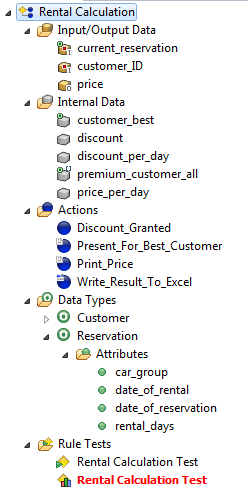 Rental Calculation
Input/Output Data
current_reservation
customer_ID
price
Internal Data
customer_best
discount
discount_per_day
premium_customer_all
price_per_day
Actions
Discount_Granted
Present_For_Best_Customer
Print_Price
Write_Result_To_Excel
Data Types
Customer
Reservation
Attributes
car_group
date_of_rental
date_of_reservation
rental_days
Rule Tests
Rental Calculation Test
Rental Calculation Test